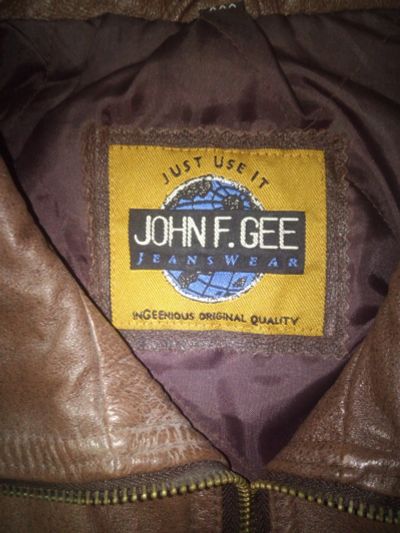 JUST USE IT
JOHN F. GEE
JEANSWEAR
INGEENIOUS ORIGINAL QUALITY